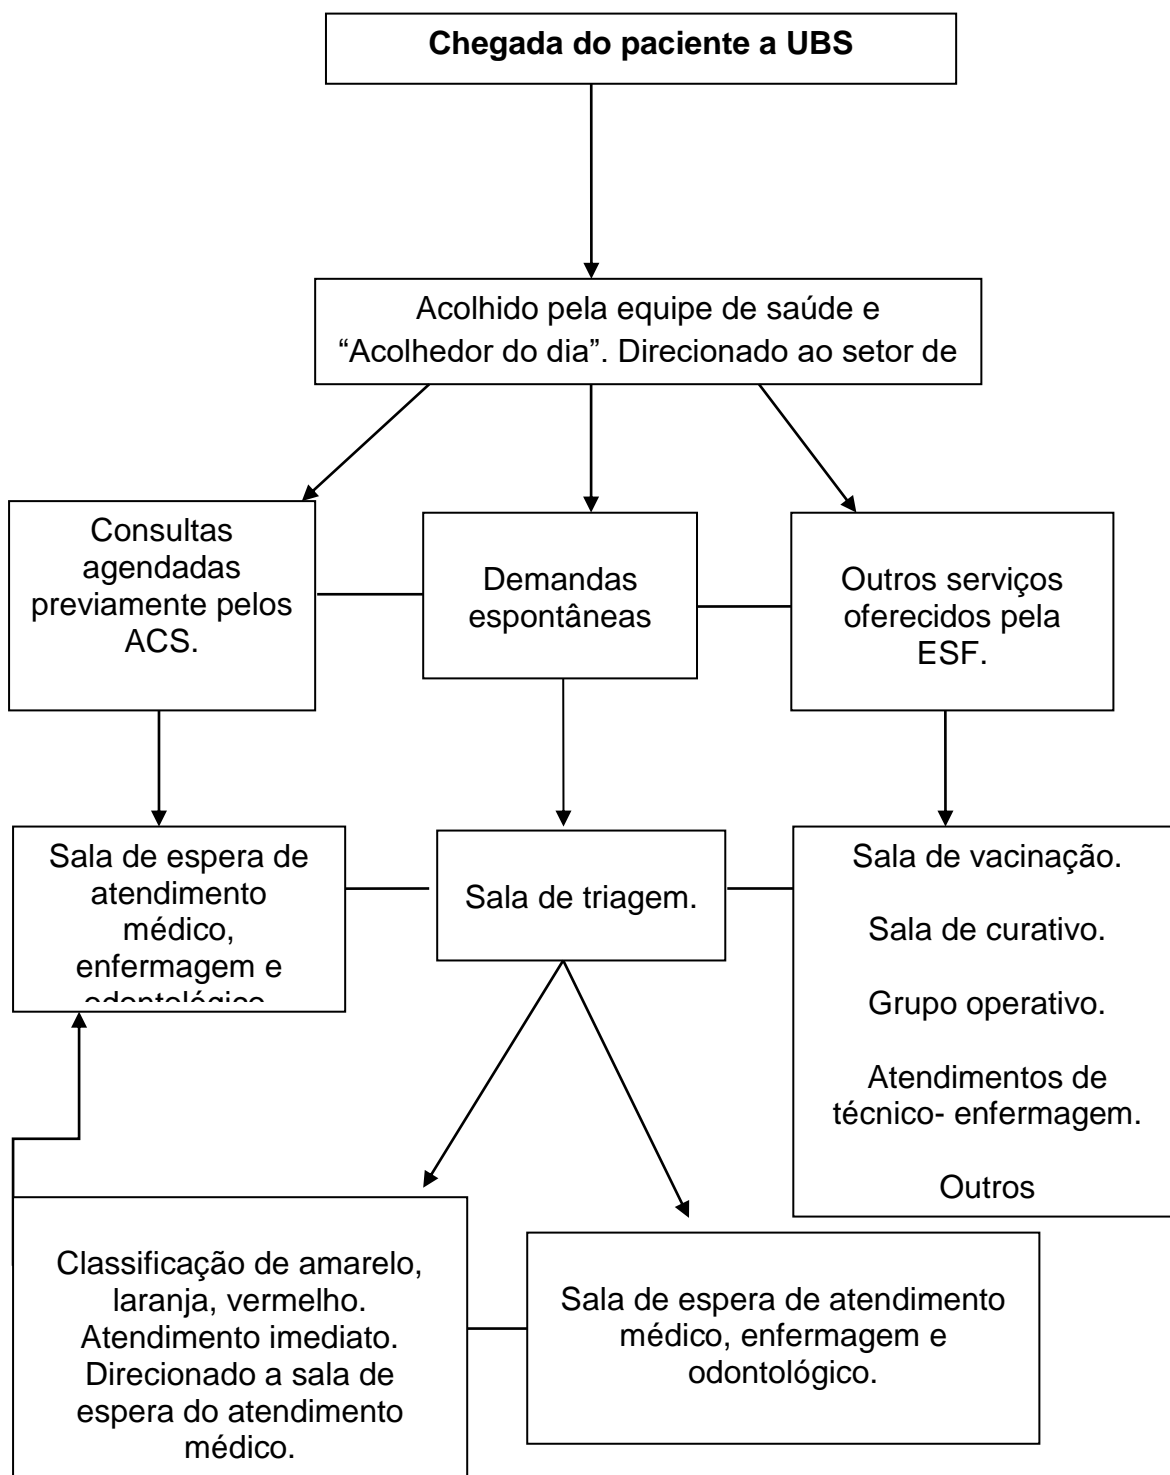 Chegada do paciente a UBS
Acolhido pela equipe de saúde e
“Acolhedor do dia”. Direcionado ao setor de
Consultas
agendadas
previamente pelos
ACS.
Demandas
espontâneas
Outros serviços
oferecidos pela
ESF.
Sala de espera de
atendimento
médico,
enfermagem e
odontológico.
Sala de triagem.
Sala de vacinação.
Sala de curativo.
Grupo operativo.
Atendimentos de
técnico- enfermagem.
Outros
Classificação de amarelo,
laranja, vermelho.
Atendimento imediato.
Direcionado a sala de
espera do atendimento
médico.
Sala de espera de atendimento
médico, enfermagem e
odontológico.